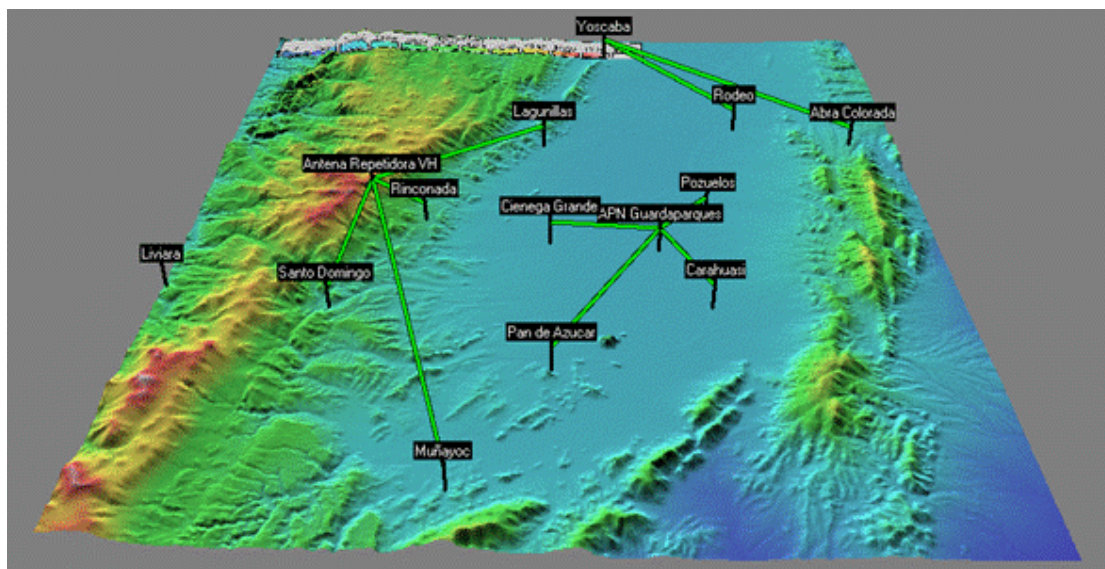 Yoscaba
Rodeo
Lagunillas
Abra Colorada
Antena Repetidora VH
Rinconada
Pozuelos
Cienega Grande
APN Guardaparques
Liviara
Santo Domingo
Carahuasi
Pan de Azucar
Muñayoc